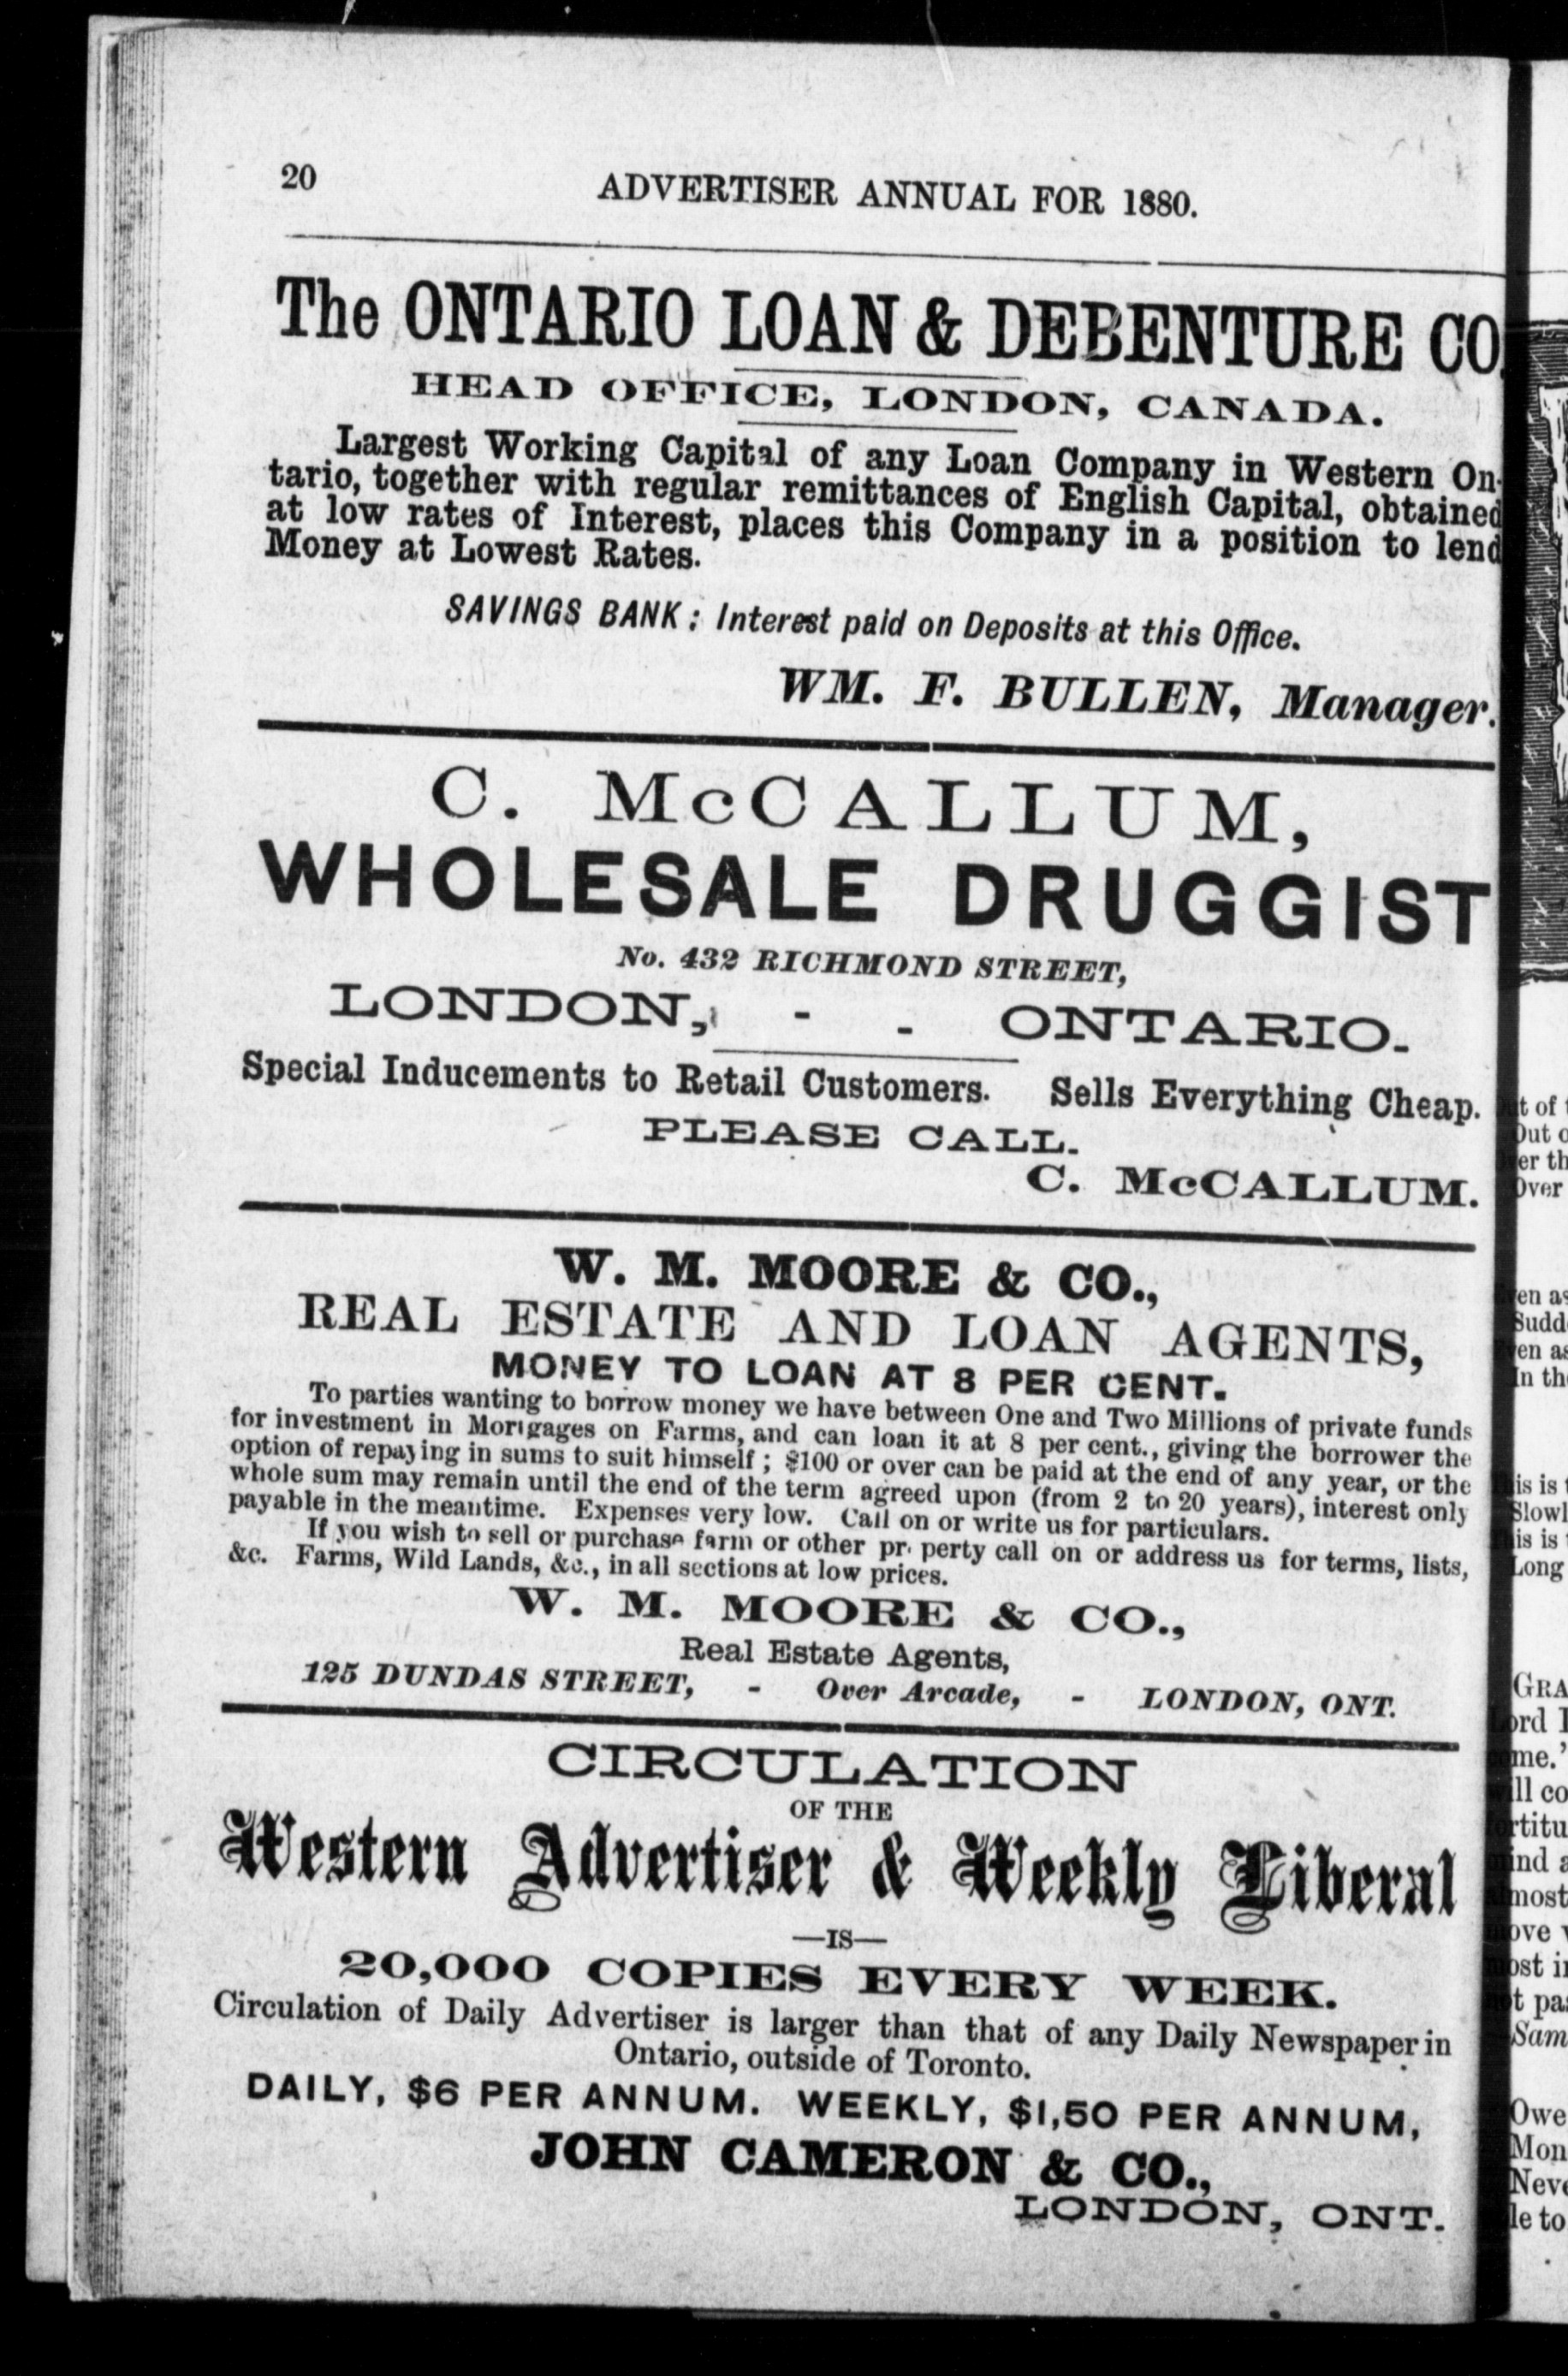 20
ADVERTISER ANNUAL FOR 1880.
The ONTARIO LOAN & DEBENTURE CO.
HEAD OFFICE, LONDON, CANADA.
Largest Working Capital of any Loan Company in Western On-
tario, together with regular remittances of English Capital, obtained
at low rates of Interest, places this Company in a position to lend
Money at Lowest Rates.
SAVINGS BANK: Interest paid on Deposits at this Office.
WM. F. BULLEN, Manager.
C. McCALLUM,
WHOLESALE DRUGGIST
No. 432 RICHMOND STREET,
LONDON, - - ONTARIO.
Special Inducements to Retail Customers. Sells Everything Cheap.
PLEASE CALL.
C. McCALLUM.
W. M. MOORE & CO.,
REAL ESTATE AND LOAN AGENTS,
MONEY TO LOAN AT 8 PER CENT.
To parties wanting to borrow money we have between One and Two Millions of private funds
for investment in Mortgages on Farms, and can loan it at 8 per cent., giving the borrower the
option of repaying in sums to suit himself; $100 or over can be paid at the end of any year, or the
whole sum may remain until the end of the term agreed upon (from 2 to 20 years), interest only
payable in the meantime. Expenses very low. Call on or write us for particulars.
If you wish to sell or purchase farm or other pr. perty call on or address us for terms, lists,
&c. Farms, Wild Lands, &c., in all sections at low prices.
W. M. MOORE & CO.,
Real Estate Agents,
125 DUNDAS STREET, - Over Arcade, - LONDON, ONT.
CIRCULATION
OF THE
Western Advertiser & Weekly Liberal
—IS—
20,000 COPIES EVERY WEEK.
Circulation of Daily Advertiser is larger than that of any Daily Newspaper in
Ontario, outside of Toronto.
DAILY, $6 PER ANNUM. WEEKLY, $1,50 PER ANNUM,
JOHN CAMERON & CO.,
LONDON, ONT.